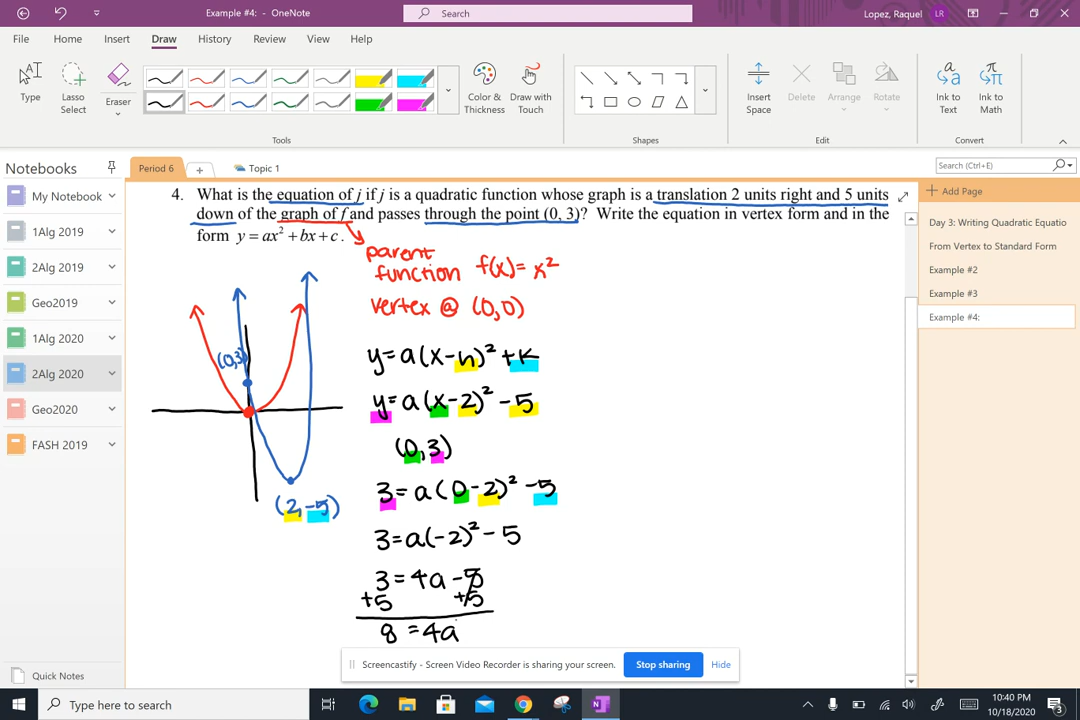 Example #4: - OneNote
Search
Lopez, Raquel
LR
File
Home
Insert
Draw
History
Review
View
Help
Type
Lasso Select
Eraser
Color & Thickness
Draw with Touch
Insert Space
Delete
Arrange
Rotate
Ink to Text
Ink to Math
Tools
Shapes
Edit
Convert
Notebooks
Period 6
Topic 1
Search (Ctrl+E)
My Notebook
1Alg 2019
2Alg 2019
Geo2019
1Alg 2020
2Alg 2020
Geo2020
FASH 2019
Quick Notes
4. What is the equation of j if j is a quadratic function whose graph is a translation 2 units right and 5 units
down of the graph of f and passes through the point (0, 3)? Write the equation in vertex form and in the
form y = ax² + bx + c.
parent
function f(x) = x²
vertex @ (0,0)
(0,3)
(2,-5)
y = a(x-h)² + k
y = a(x-2)² - 5
(0,3)
3 = a(0-2)² - 5
3 = a(-2)² - 5
3 = 4a - 5
+5 +5
8 = 4a
Add Page
Day 3: Writing Quadratic Equatio
From Vertex to Standard Form
Example #2
Example #3
Example #4:
Screencastify - Screen Video Recorder is sharing your screen.
Stop sharing
Hide
Type here to search
10:40 PM
10/18/2020
3